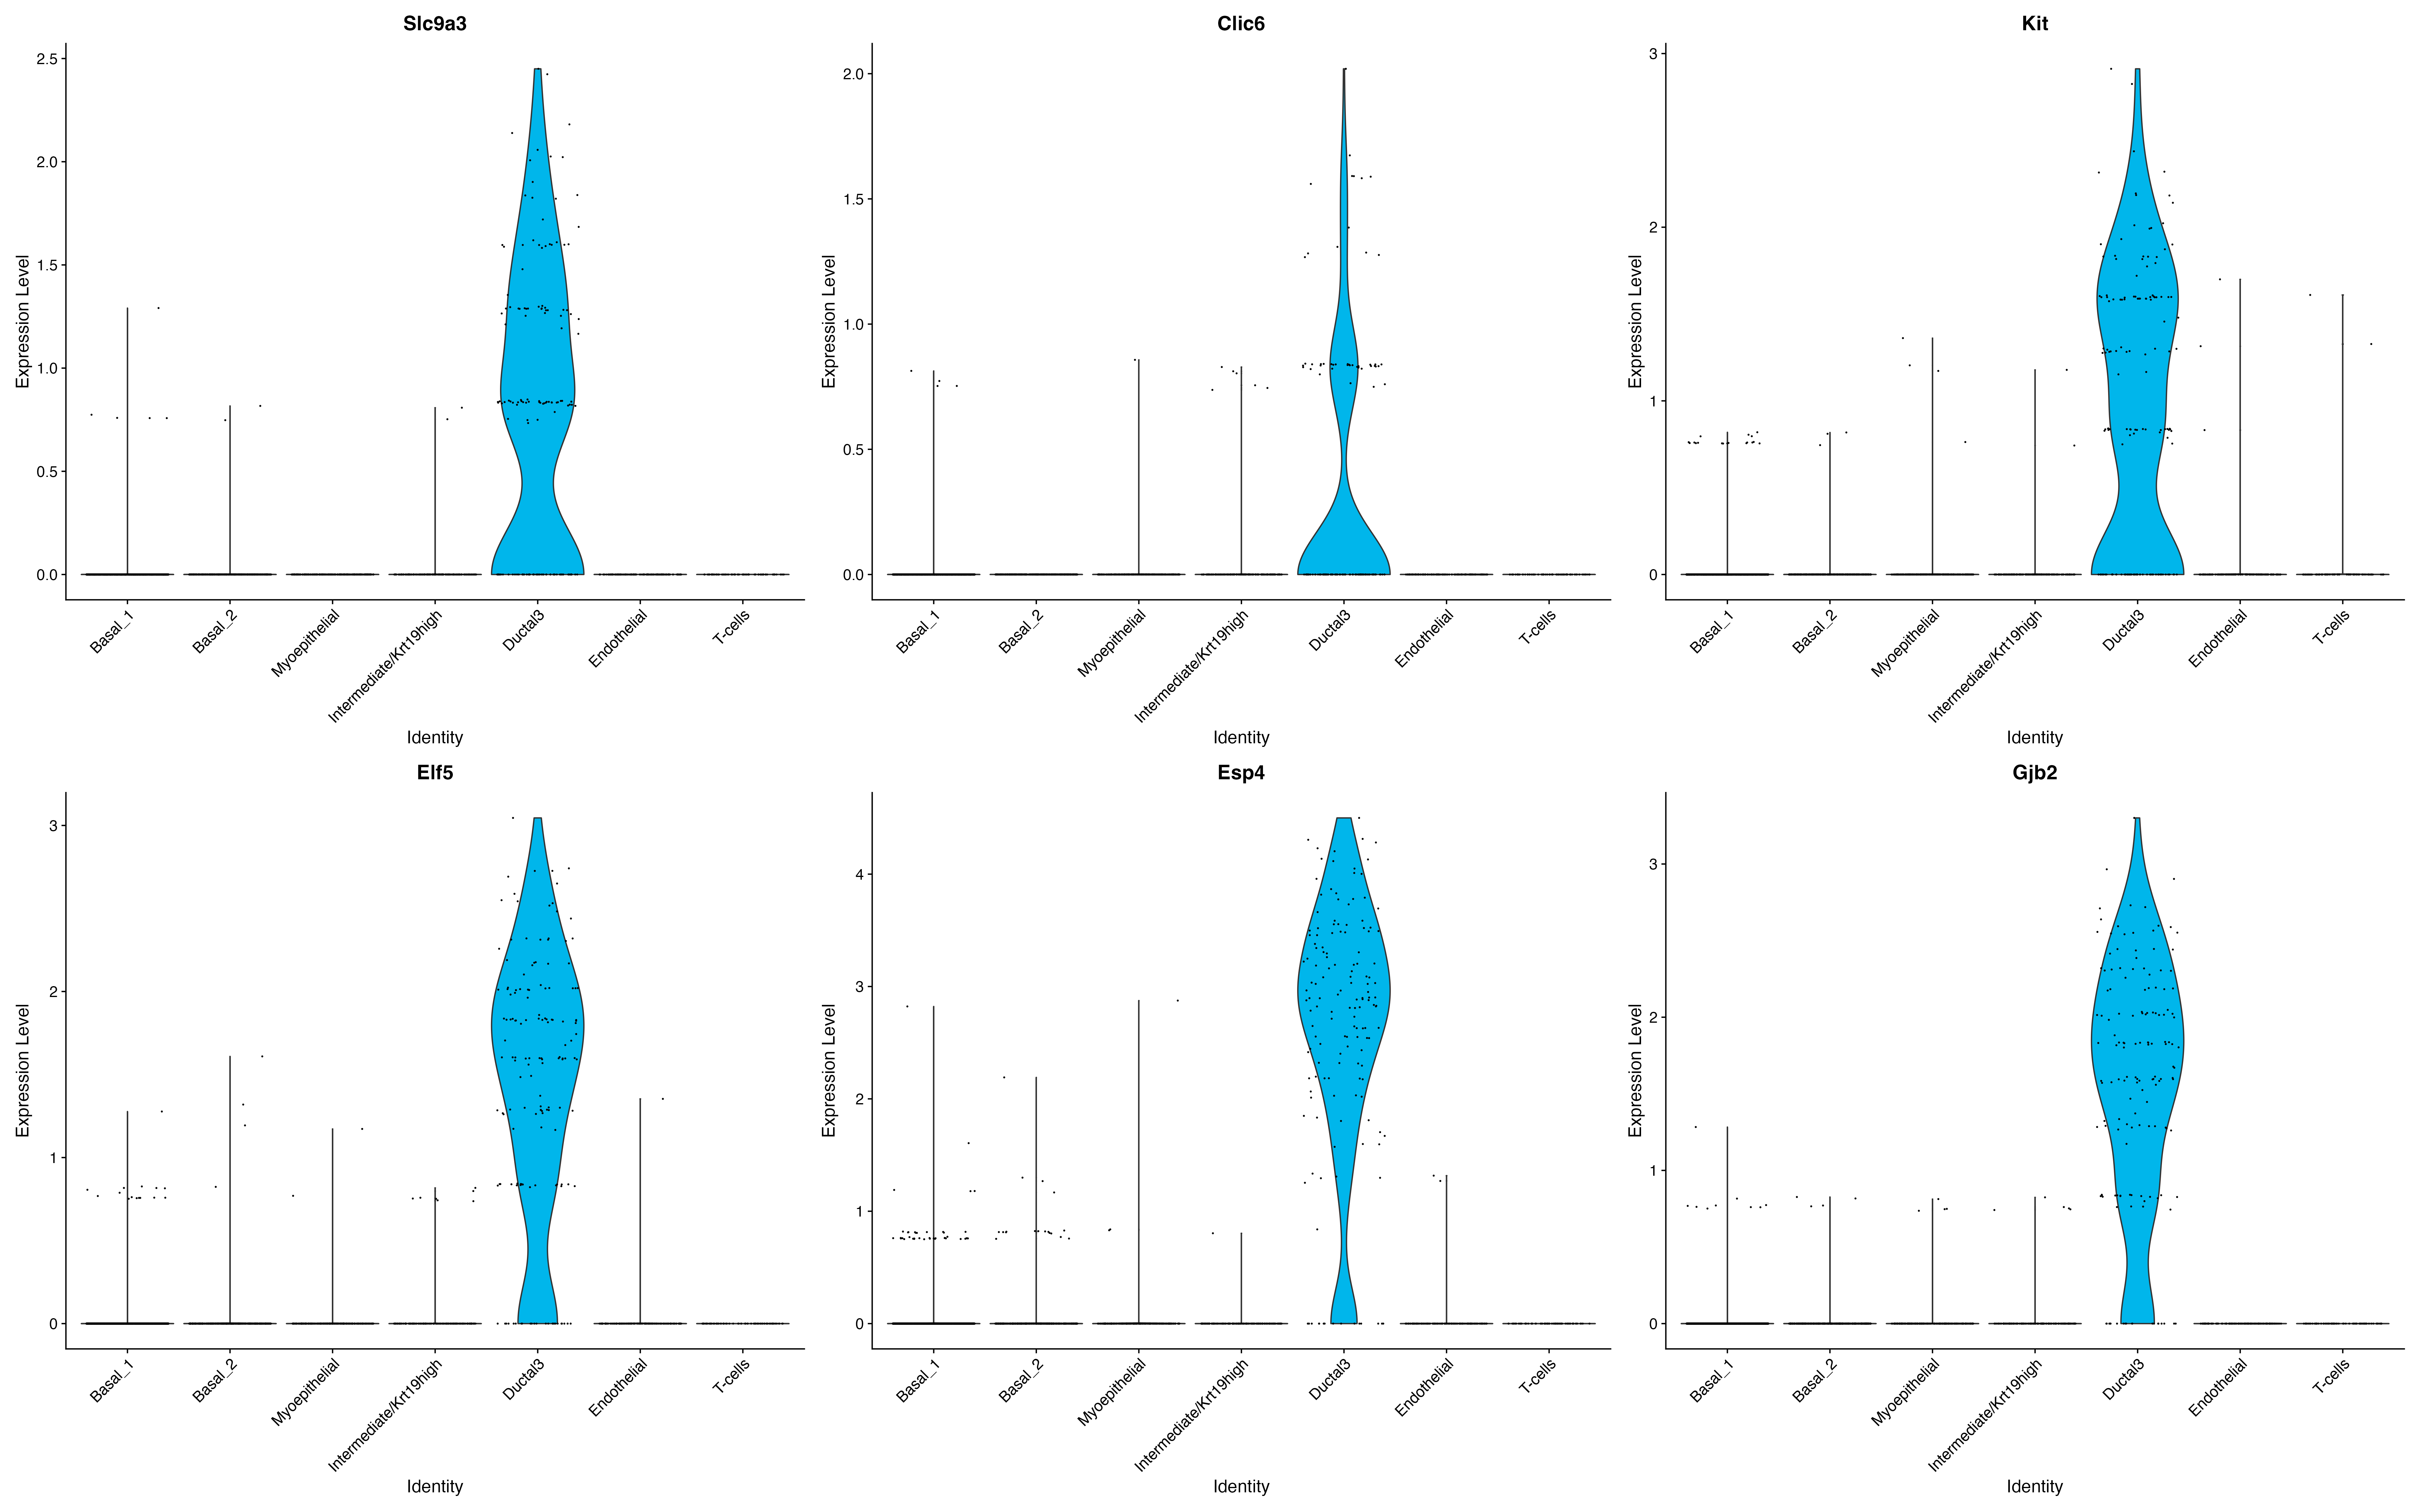 Slc9a3
Clic6
Kit
Expression Level
2.5
2.0
1.5
1.0
0.5
0.0
Basal_1
Basal_2
Myoepithelial
Intermediate/Krt19high
Ductal3
Endothelial
T-cells
Identity
Expression Level
2.0
1.5
1.0
0.5
0.0
Basal_1
Basal_2
Myoepithelial
Intermediate/Krt19high
Ductal3
Endothelial
T-cells
Identity
Expression Level
3
2
1
0
Basal_1
Basal_2
Myoepithelial
Intermediate/Krt19high
Ductal3
Endothelial
T-cells
Identity
Elf5
Esp4
Gjb2
Expression Level
3
2
1
0
Basal_1
Basal_2
Myoepithelial
Intermediate/Krt19high
Ductal3
Endothelial
T-cells
Identity
Expression Level
4
3
2
1
0
Basal_1
Basal_2
Myoepithelial
Intermediate/Krt19high
Ductal3
Endothelial
T-cells
Identity
Expression Level
3
2
1
0
Basal_1
Basal_2
Myoepithelial
Intermediate/Krt19high
Ductal3
Endothelial
T-cells
Identity